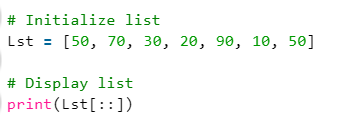 # Initialize list
Lst = [50, 70, 30, 20, 90, 10, 50]
# Display list
print(Lst[::])